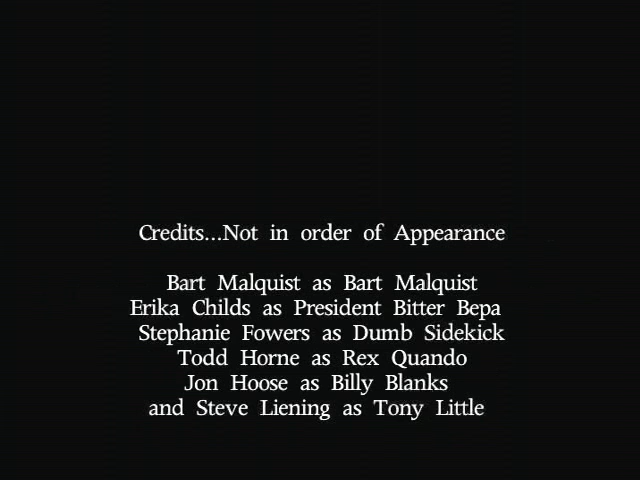 Credits...Not in order of Appearance
Bart Malquist as Bart Malquist
Erika Childs as President Bitter Bepa
Stephanie Fowers as Dumb Sidekick
Todd Horne as Rex Quando
Jon Hoose as Billy Blanks
and Steve Liening as Tony Little